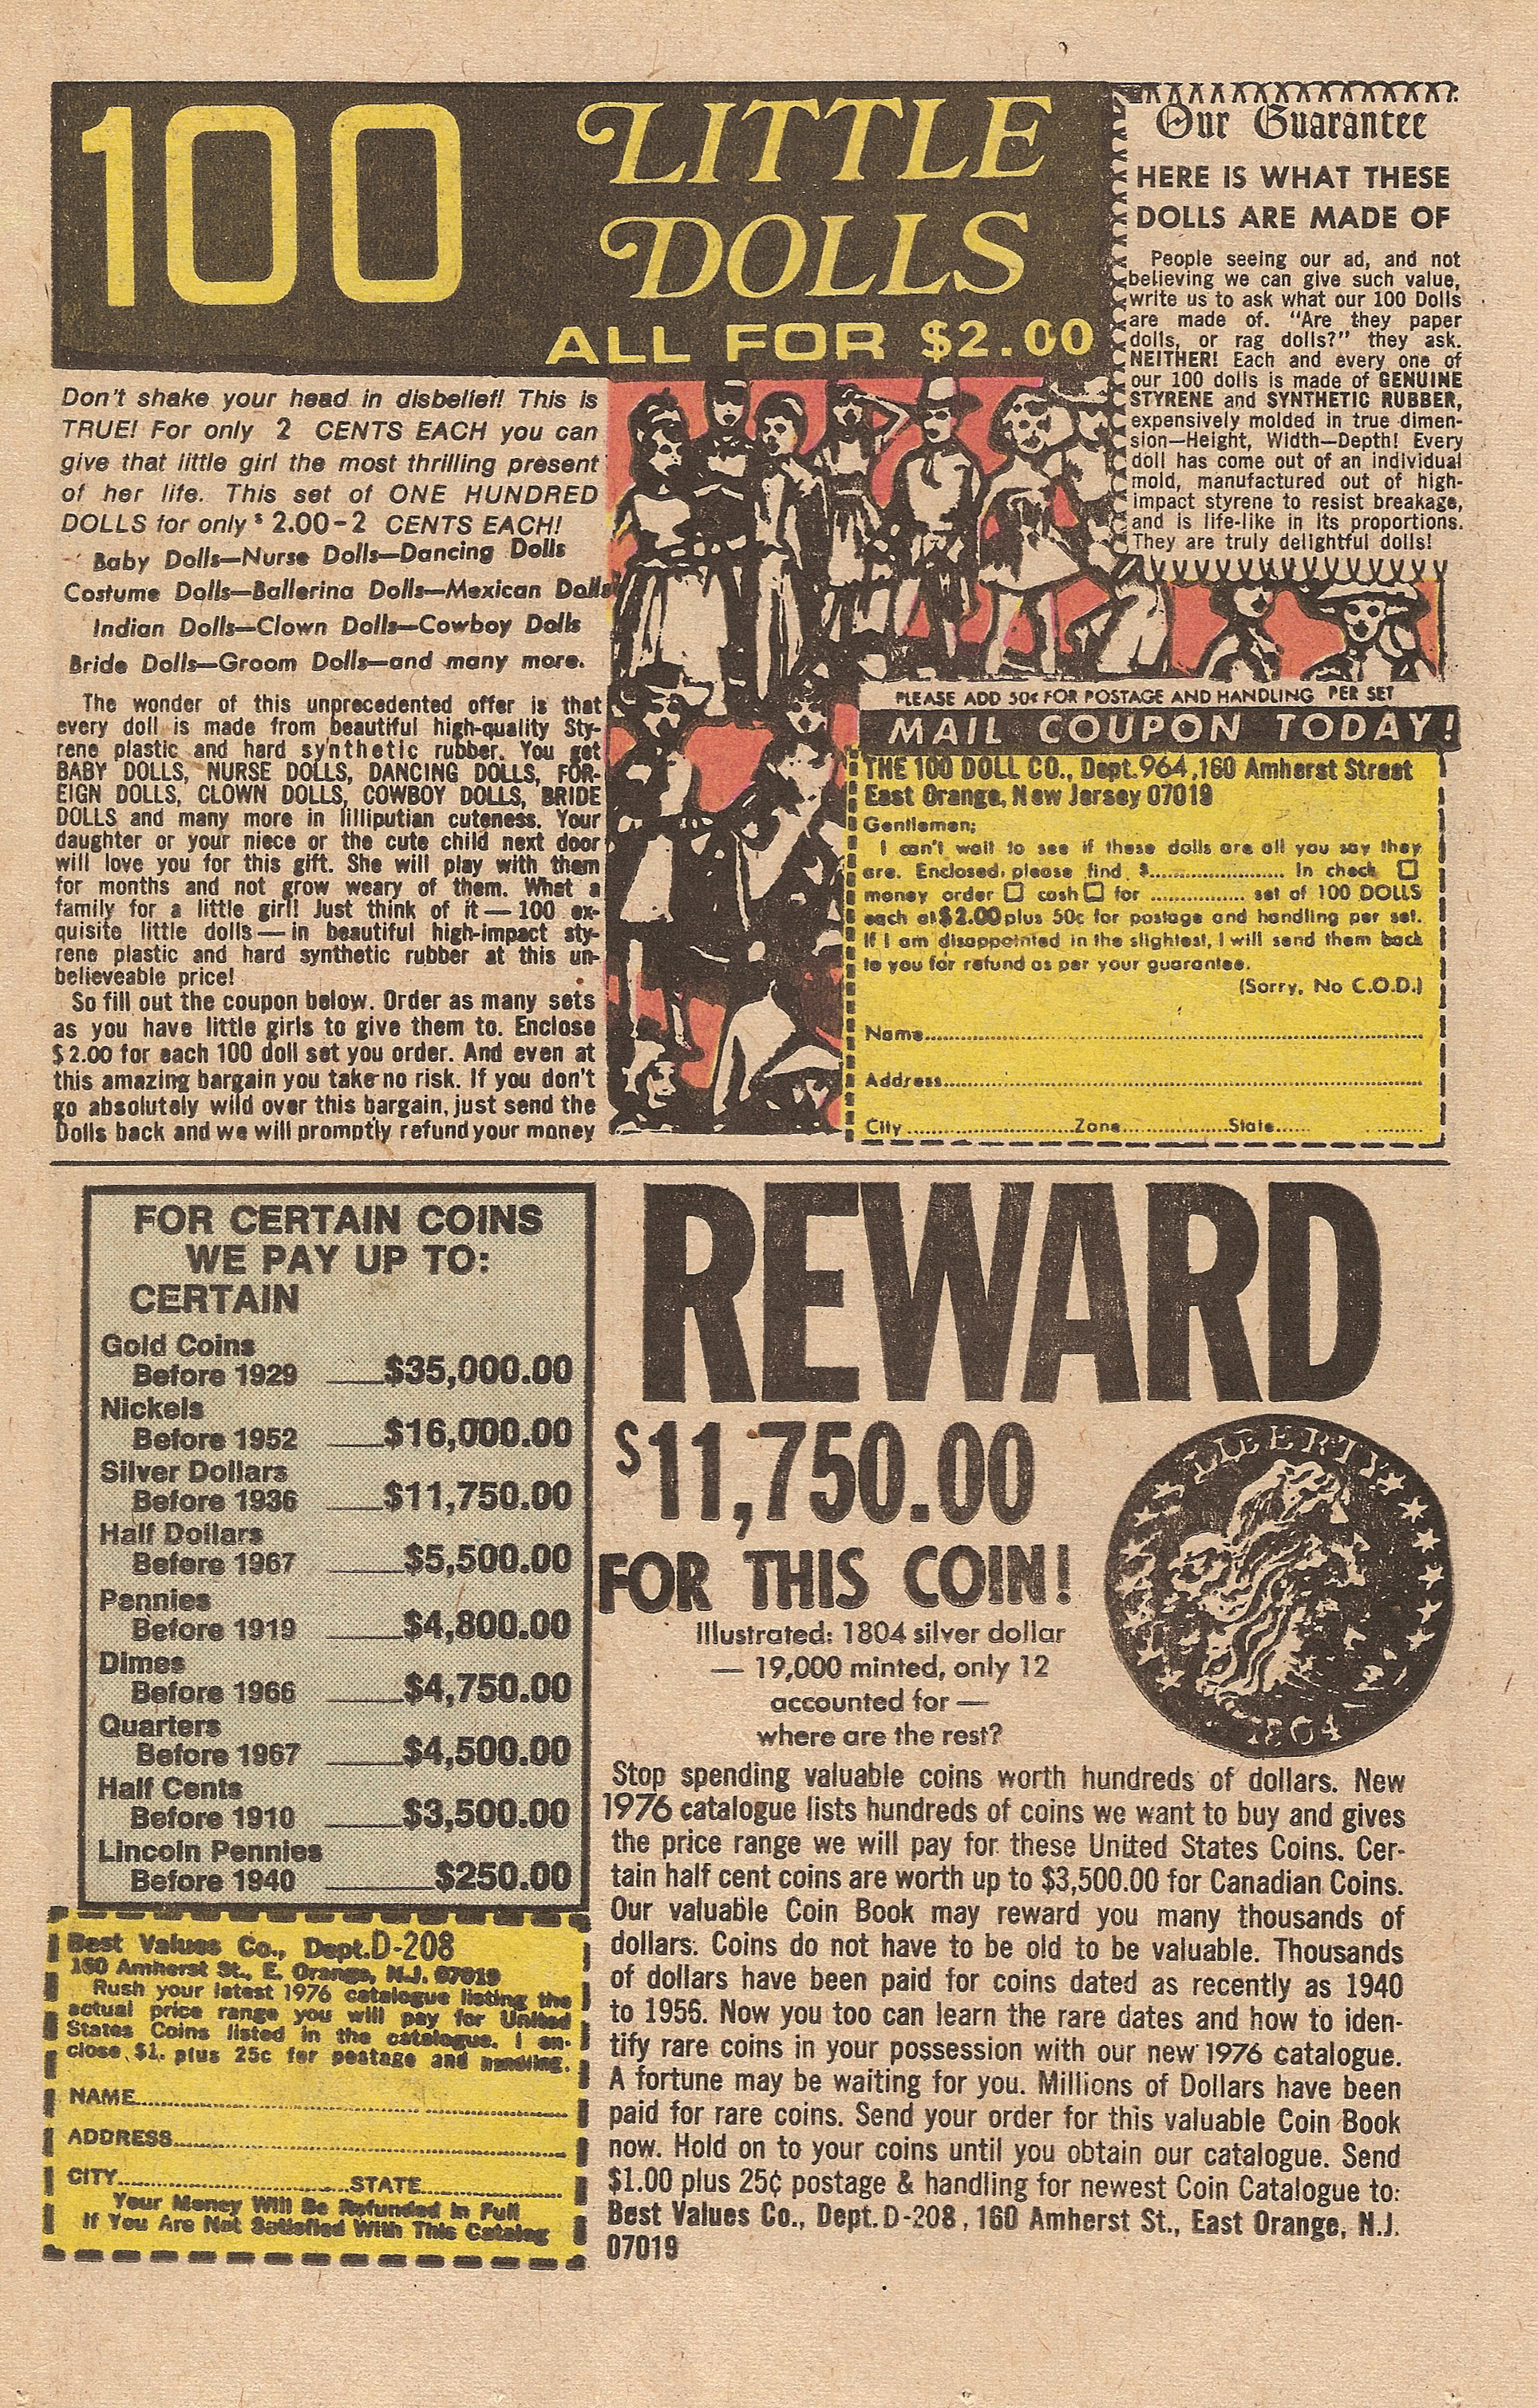 100
LITTLE
DOLLS
ALL FOR $2.00
Our Guarantee
HERE IS WHAT THESE
DOLLS ARE MADE OF
People seeing our ad, and not
believing we can give such value,
write us to ask what our 100 Dolls
are made of. "Are they paper
dolls, or rag dolls?" they ask.
NEITHER! Each and every one of
our 100 dolls is made of GENUINE
STYRENE and SYNTHETIC RUBBER,
expensively molded in true dimen-
sion—Height, Width—Depth! Every
doll has come out of an individual
mold, manufactured out of high-
impact styrene to resist breakage,
and is life-like in its proportions.
They are truly delightful dolls!
Don't shake your head in disbelief! This is
TRUE! For only 2 CENTS EACH you can
give that little girl the most thrilling present
of her life. This set of ONE HUNDRED
DOLLS for only $2.00-2 CENTS EACH!
Baby Dolls—Nurse Dolls—Dancing Dolls
Costume Dolls—Ballerina Dolls—Mexican Dolls
Indian Dolls—Clown Dolls—Cowboy Dolls
Bride Dolls—Groom Dolls—and many more.
The wonder of this unprecedented offer is that
every doll is made from beautiful high-quality Sty-
rene plastic and hard synthetic rubber. You get
BABY DOLLS, NURSE DOLLS, DANCING DOLLS, FOR-
EIGN DOLLS, CLOWN DOLLS, COWBOY DOLLS, BRIDE
DOLLS and many more in lilliputian cuteness. Your
daughter or your niece or the cute child next door
will love you for this gift. She will play with them
for months and not grow weary of them. What a
family for a little girl! Just think of it — 100 ex-
quisite little dolls — in beautiful high-impact sty-
rene plastic and hard synthetic rubber at this un-
believeable price!
So fill out the coupon below. Order as many sets
as you have little girls to give them to. Enclose
$2.00 for each 100 doll set you order. And even at
this amazing bargain you take no risk. If you don't
go absolutely wild over this bargain, just send the
Dolls back and we will promptly refund your money
PLEASE ADD 50¢ FOR POSTAGE AND HANDLING PER SET
MAIL COUPON TODAY!
THE 100 DOLL CO., Dept. 964, 160 Amherst Street
East Orange, New Jersey 07019
Gentlemen;
I can't wait to see if these dolls are all you say they
are. Enclosed, please find $.................... In check ☐
money order ☐ cash ☐ for ................ set of 100 DOLLS
each at $2.00 plus 50c for postage and handling per set.
If I am disappointed in the slightest, I will send them back
to you for refund as per your guarantee.
(Sorry, No C.O.D.)
Name
Address
City Zone State
FOR CERTAIN COINS
WE PAY UP TO:
CERTAIN
Gold Coins
Before 1929 $35,000.00
Nickels
Before 1952 $16,000.00
Silver Dollars
Before 1936 $11,750.00
Half Dollars
Before 1967 $5,500.00
Pennies
Before 1919 $4,800.00
Dimes
Before 1966 $4,750.00
Quarters
Before 1967 $4,500.00
Half Cents
Before 1910 $3,500.00
Lincoln Pennies
Before 1940 $250.00
Best Values Co., Dept. D-208
160 Amherst St., E. Orange, N.J. 07019
Rush your latest 1976 catalogue listing the
actual price range you will pay for United
States Coins listed in the catalogue. I en-
close $1. plus 25c for postage and handling.
NAME
ADDRESS
CITY STATE
Your Money Will Be Refunded In Full
If You Are Not Satisfied With This Catalog
REWARD
$11,750.00
FOR THIS COIN!
LIBERTY
1804
Illustrated: 1804 silver dollar
— 19,000 minted, only 12
accounted for —
where are the rest?
Stop spending valuable coins worth hundreds of dollars. New
1976 catalogue lists hundreds of coins we want to buy and gives
the price range we will pay for these United States Coins. Cer-
tain half cent coins are worth up to $3,500.00 for Canadian Coins.
Our valuable Coin Book may reward you many thousands of
dollars. Coins do not have to be old to be valuable. Thousands
of dollars have been paid for coins dated as recently as 1940
to 1956. Now you too can learn the rare dates and how to iden-
tify rare coins in your possession with our new 1976 catalogue.
A fortune may be waiting for you. Millions of Dollars have been
paid for rare coins. Send your order for this valuable Coin Book
now. Hold on to your coins until you obtain our catalogue. Send
$1.00 plus 25¢ postage & handling for newest Coin Catalogue to:
Best Values Co., Dept. D-208, 160 Amherst St., East Orange, N.J.
07019